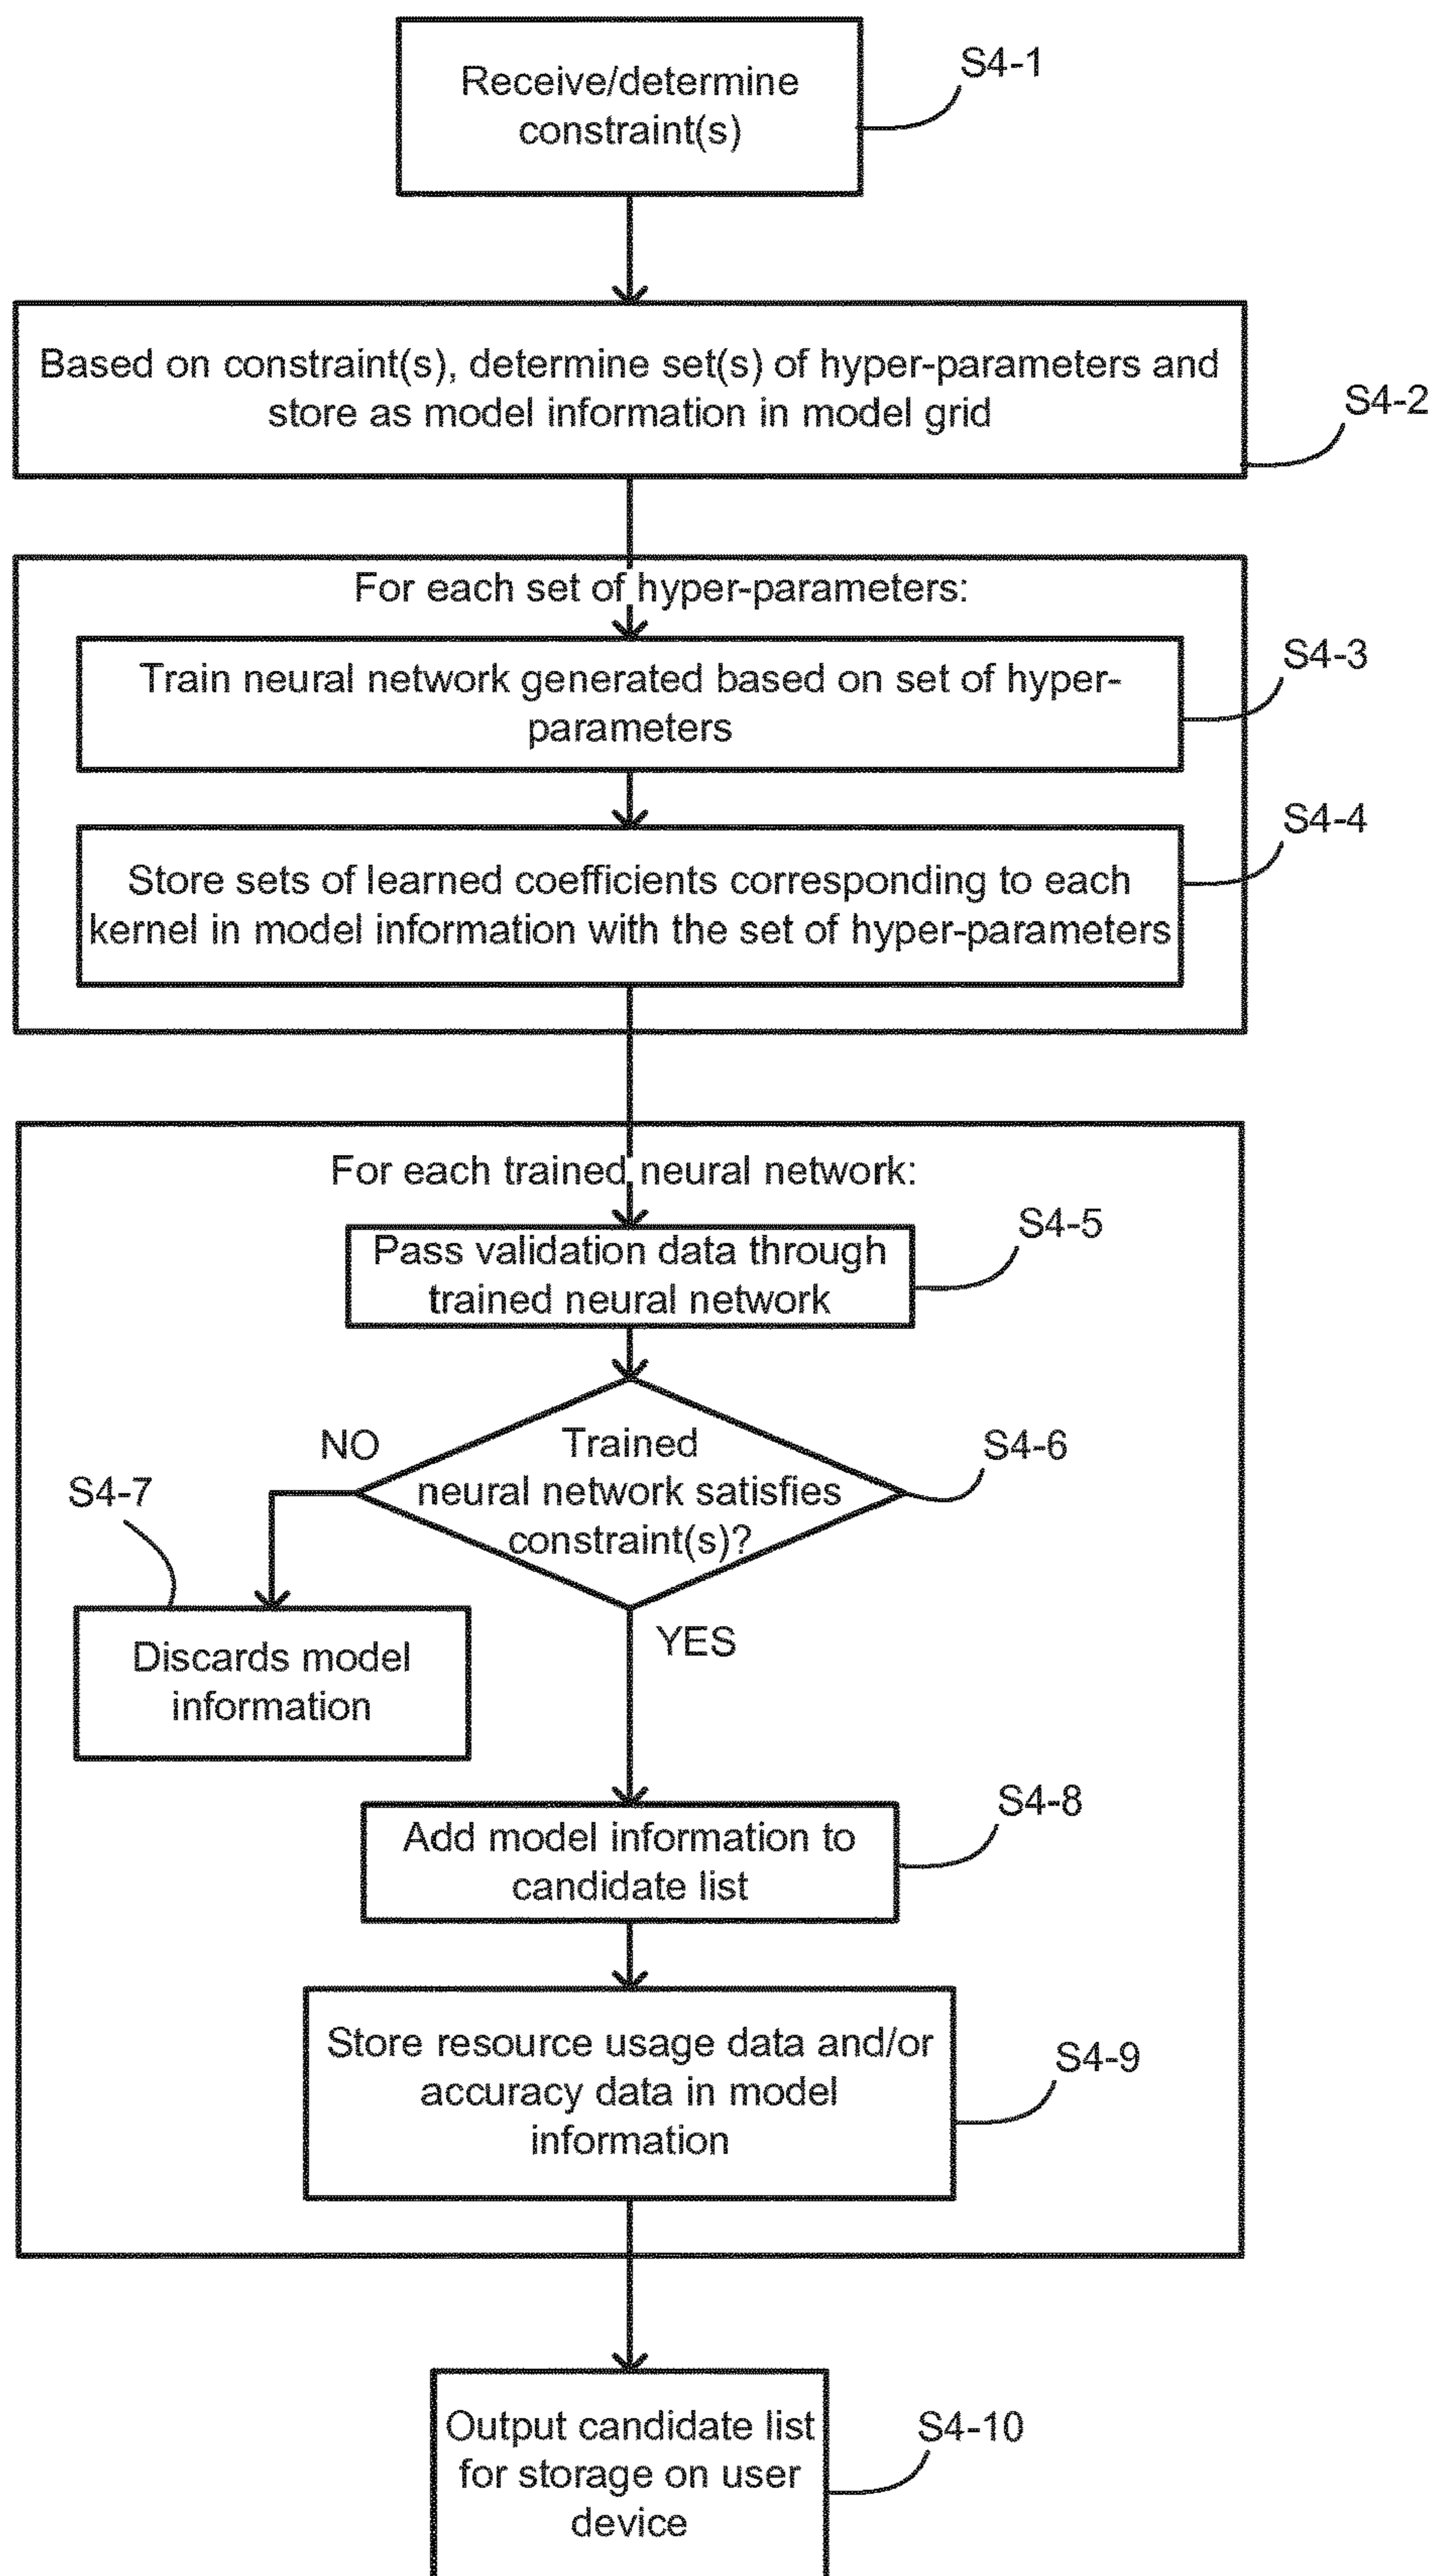 Receive/determine
constraint(s)
S4-1
Based on constraint(s), determine set(s) of hyper-parameters and
store as model information in model grid
S4-2
For each set of hyper-parameters:
Train neural network generated based on set of hyper-
parameters
S4-3
Store sets of learned coefficients corresponding to each
kernel in model information with the set of hyper-parameters
S4-4
For each trained neural network:
Pass validation data through
trained neural network
S4-5
Trained
neural network satisfies
constraint(s)?
S4-6
NO
S4-7
Discards model
information
YES
Add model information to
candidate list
S4-8
Store resource usage data and/or
accuracy data in model
information
S4-9
Output candidate list
for storage on user
device
S4-10